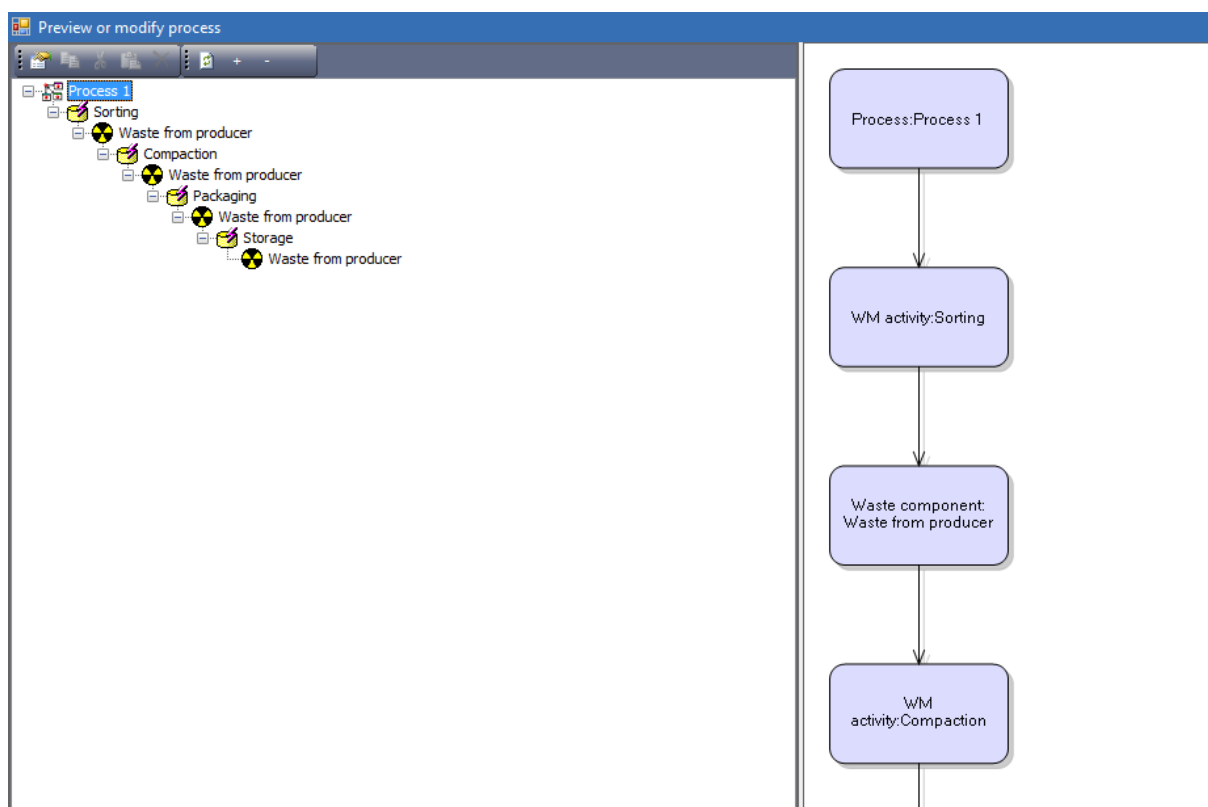 Preview or modify process
+ -
Process 1
Sorting
Waste from producer
Compaction
Waste from producer
Packaging
Waste from producer
Storage
Waste from producer
Process:Process 1
WM activity:Sorting
Waste component:
Waste from producer
WM
activity:Compaction